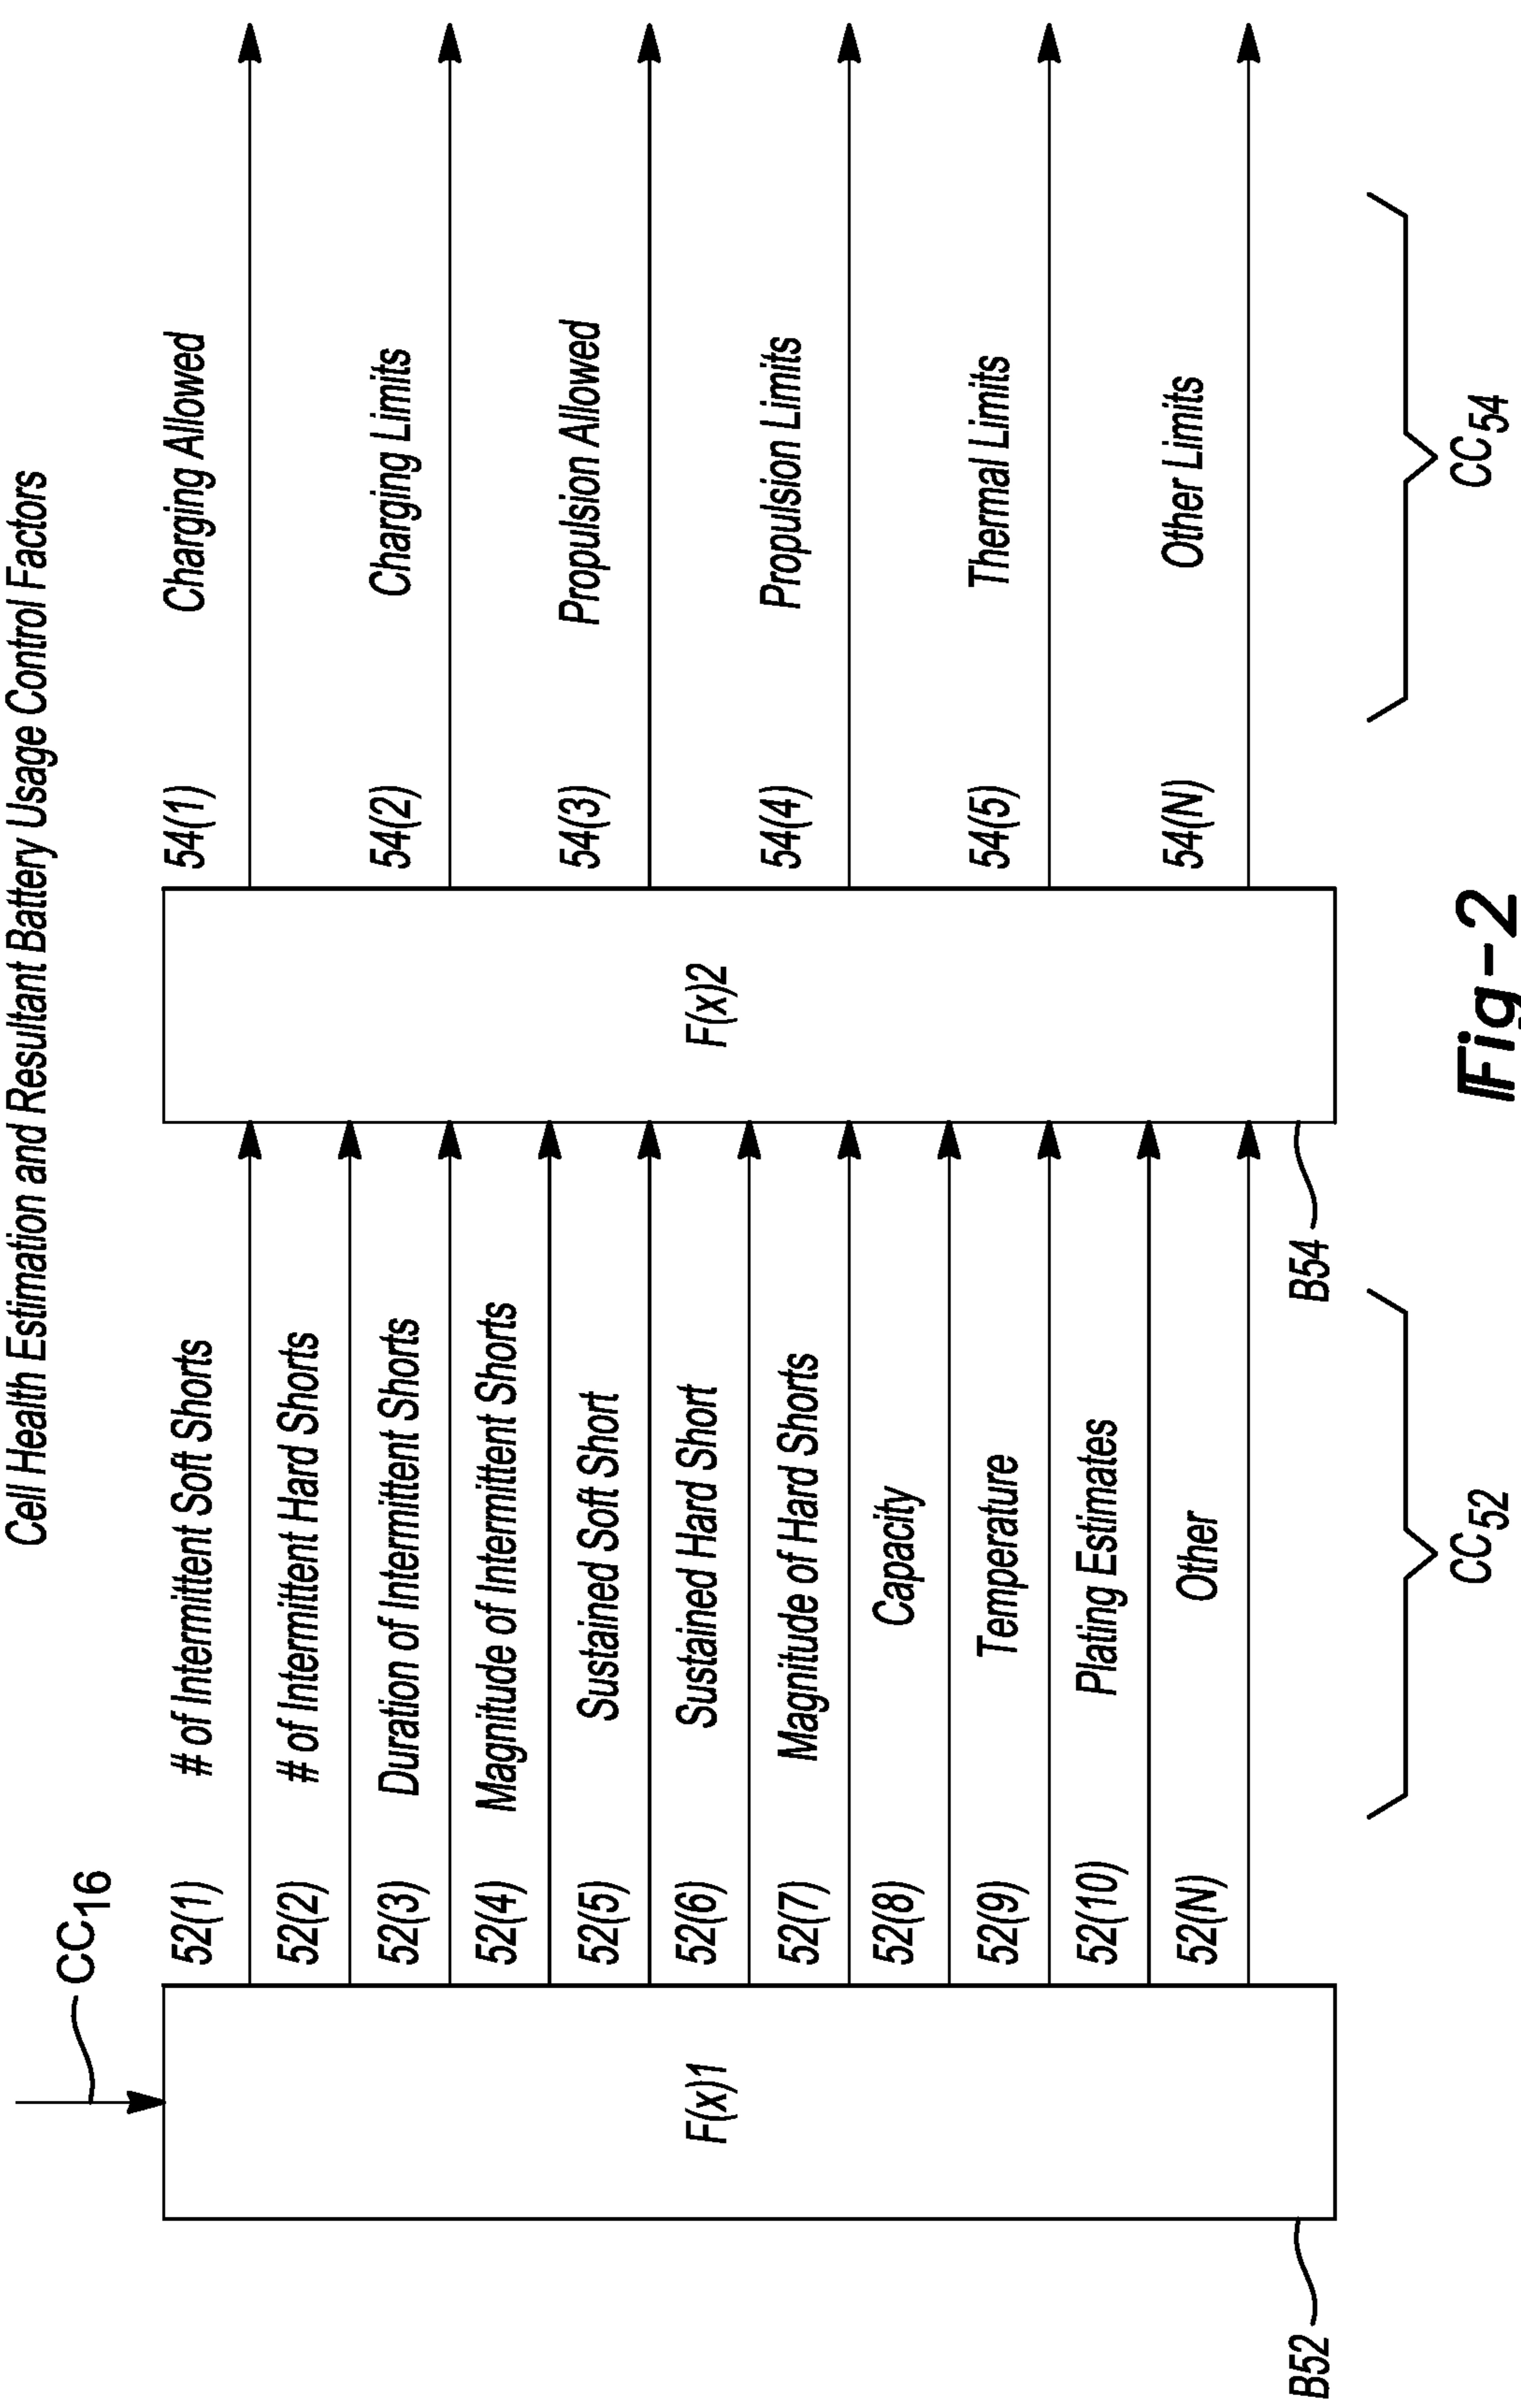 Cell Health Estimation and Resultant Battery Usage Control Factors
CC16
52(1) # of Intermittent Soft Shorts
52(2) # of Intermittent Hard Shorts
52(3) Duration of Intermittent Shorts
52(4) Magnitude of Intermittent Shorts
52(5) Sustained Soft Short
52(6) Sustained Hard Short
52(7) Magnitude of Hard Shorts
52(8) Capacity
52(9) Temperature
52(10) Plating Estimates
52(N) Other
F(x)1
B52
CC52
54(1) Charging Allowed
54(2) Charging Limits
54(3) Propulsion Allowed
54(4) Propulsion Limits
54(5) Thermal Limits
54(N) Other Limits
F(x)2
B54
CC54
Fig-2